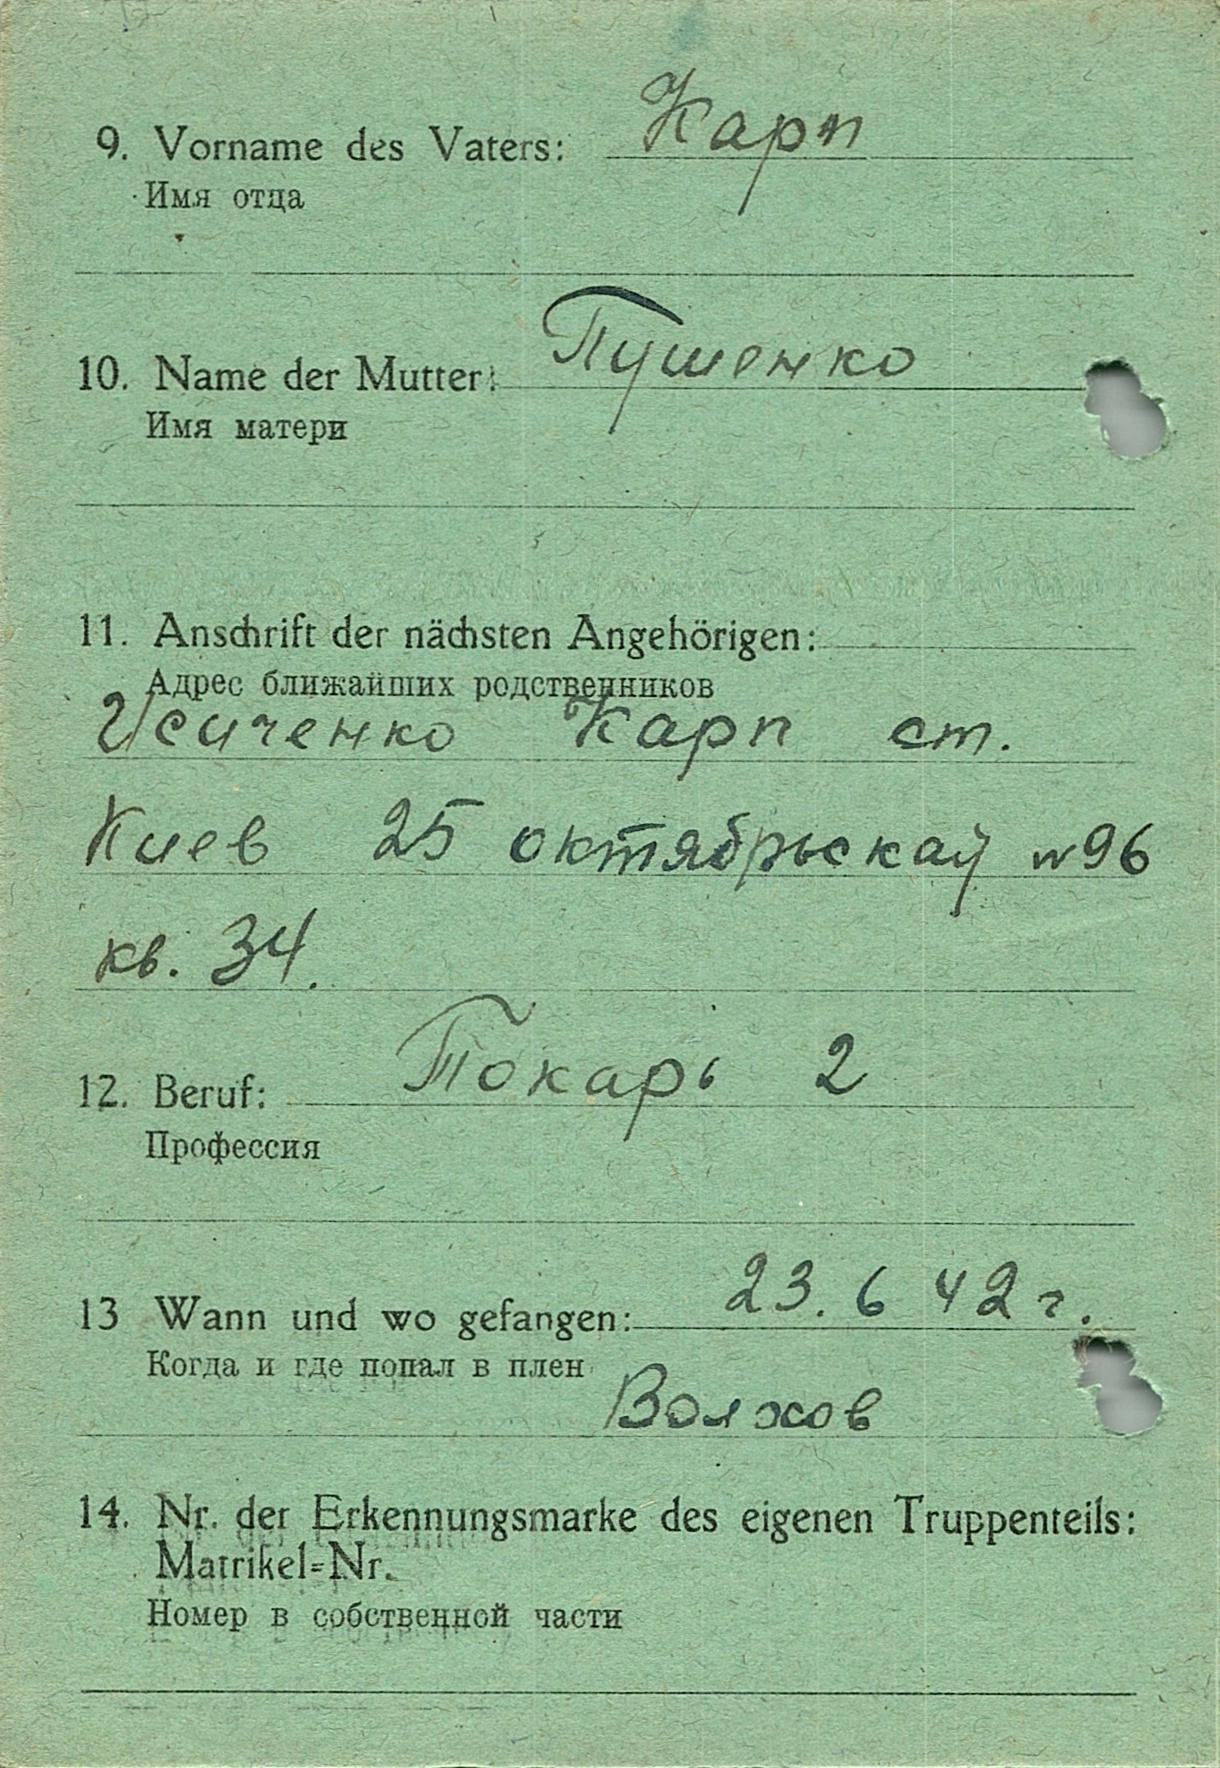 9. Vorname des Vaters: Карп
Имя отца
10. Name der Mutter: Пушенко
Имя матери
11. Anschrift der nächsten Angehörigen:
Адрес ближайших родственников
Исиченко Карп ст.
Киев 25 октябрьскай №96
кв. 34.
12. Beruf: Токарь 2
Профессия
13 Wann und wo gefangen: 23. 6 42 г.
Когда и где попал в плен
Волхов
14. Nr. der Erkennungsmarke des eigenen Truppenteils:
Matrikel=Nr.
Номер в собственной части